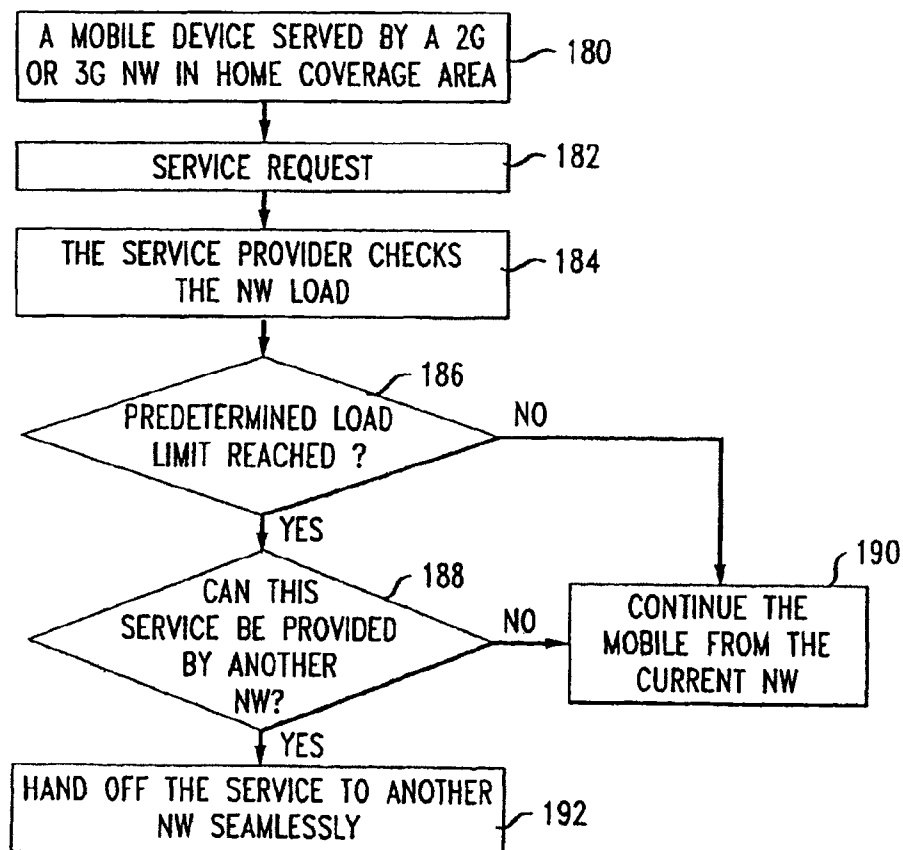 A MOBILE DEVICE SERVED BY A 2G
OR 3G NW IN HOME COVERAGE AREA
180
SERVICE REQUEST
182
THE SERVICE PROVIDER CHECKS
THE NW LOAD
184
186
PREDETERMINED LOAD
LIMIT REACHED ?
NO
YES
188
CAN THIS
SERVICE BE PROVIDED
BY ANOTHER
NW?
NO
190
CONTINUE THE
MOBILE FROM THE
CURRENT NW
YES
HAND OFF THE SERVICE TO ANOTHER
NW SEAMLESSLY
192